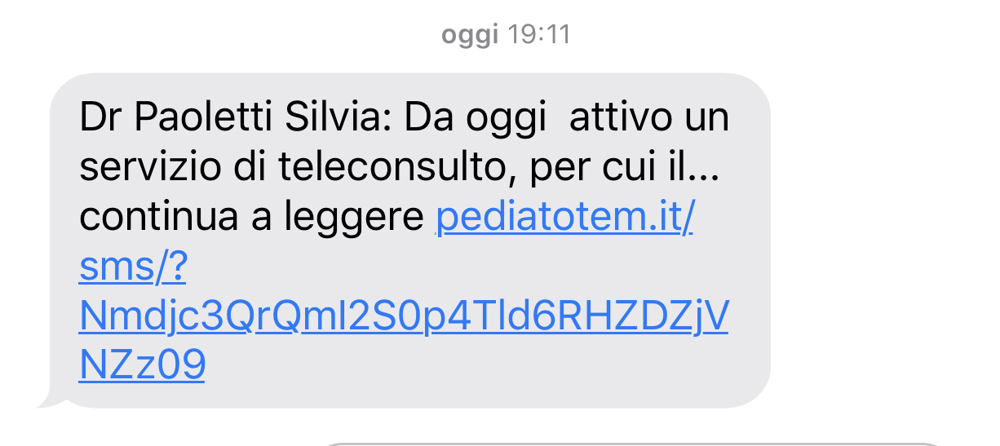 oggi 19:11
Dr Paoletti Silvia: Da oggi  attivo un
servizio di teleconsulto, per cui il...
continua a leggere pediatotem.it/
sms/?
Nmdjc3QrQmI2S0p4Tld6RHZDZjV
NZz09